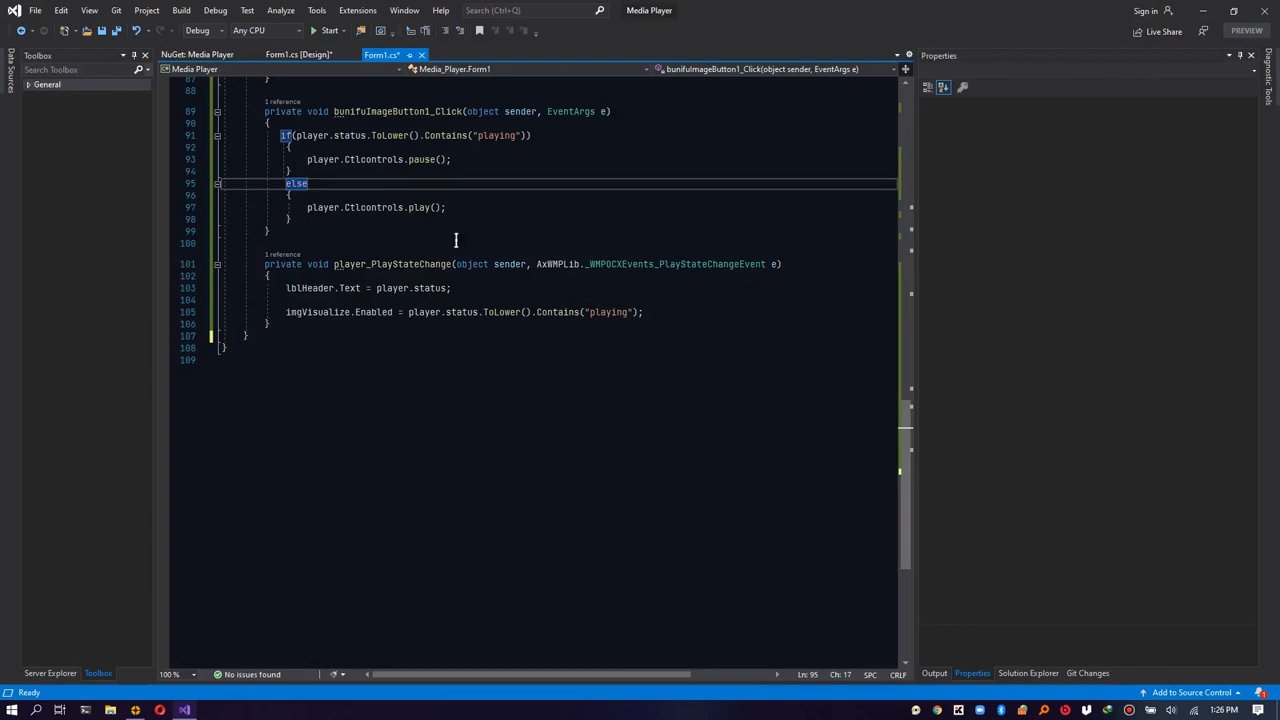 File Edit View Git Project Build Debug Test Analyze Tools Extensions Window Help Search (Ctrl+Q) Media Player Sign in PREVIEW
Debug Any CPU Start Live Share
Data Sources
Toolbox
Search Toolbox
General
NuGet: Media Player Form1.cs [Design]* Form1.cs*
Media Player Media_Player.Form1 bunifuImageButton1_Click(object sender, EventArgs e)
87 }
88
1 reference
89 private void bunifuImageButton1_Click(object sender, EventArgs e)
90 {
91 if(player.status.ToLower().Contains("playing"))
92 {
93 player.Ctlcontrols.pause();
94 }
95 else
96 {
97 player.Ctlcontrols.play();
98 }
99 }
100
1 reference
101 private void player_PlayStateChange(object sender, AxWMPLib._WMPOCXEvents_PlayStateChangeEvent e)
102 {
103 lblHeader.Text = player.status;
104
105 imgVisualize.Enabled = player.status.ToLower().Contains("playing");
106 }
107 }
108 }
109
Properties
Diagnostic Tools
Server Explorer Toolbox
100 % No issues found Ln: 95 Ch: 17 SPC CRLF
Output Properties Solution Explorer Git Changes
Ready Add to Source Control 1
1:26 PM